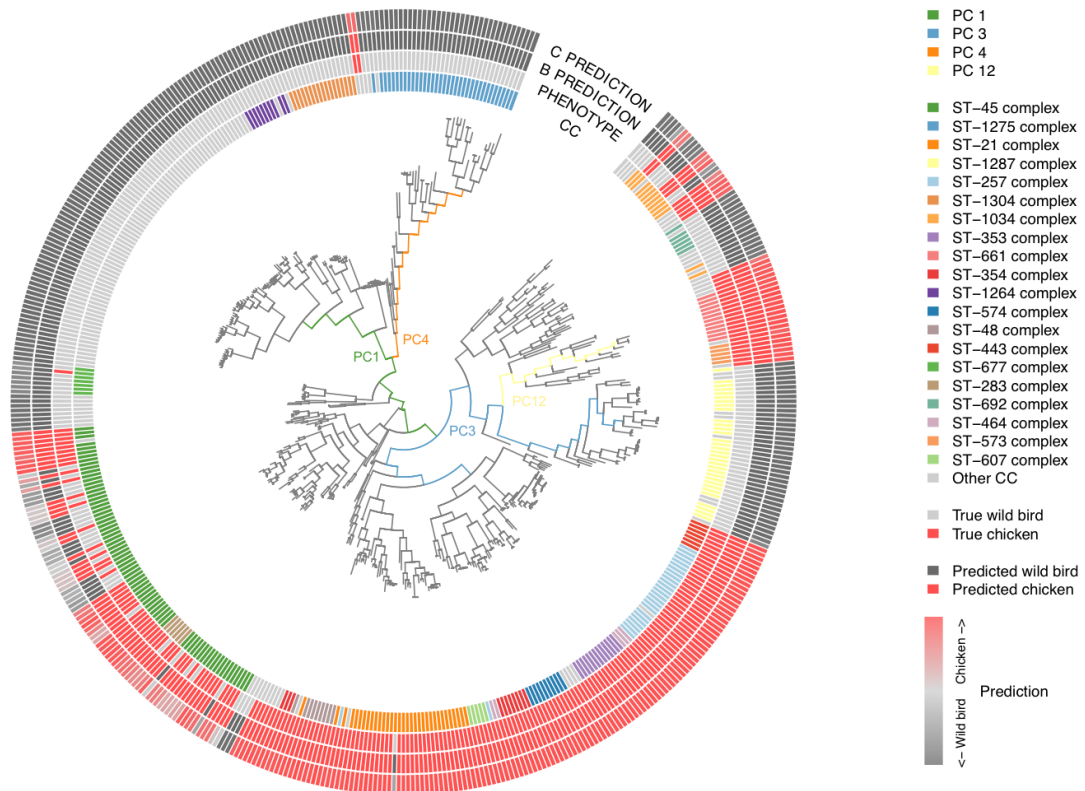 C PREDICTION
B PREDICTION
PHENOTYPE
CC
PC4
PC1
PC12
PC3
PC 1
PC 3
PC 4
PC 12
ST−45 complex
ST−1275 complex
ST−21 complex
ST−1287 complex
ST−257 complex
ST−1304 complex
ST−1034 complex
ST−353 complex
ST−661 complex
ST−354 complex
ST−1264 complex
ST−574 complex
ST−48 complex
ST−443 complex
ST−677 complex
ST−283 complex
ST−692 complex
ST−464 complex
ST−573 complex
ST−607 complex
Other CC
True wild bird
True chicken
Predicted wild bird
Predicted chicken
<− Wild bird Chicken −>
Prediction